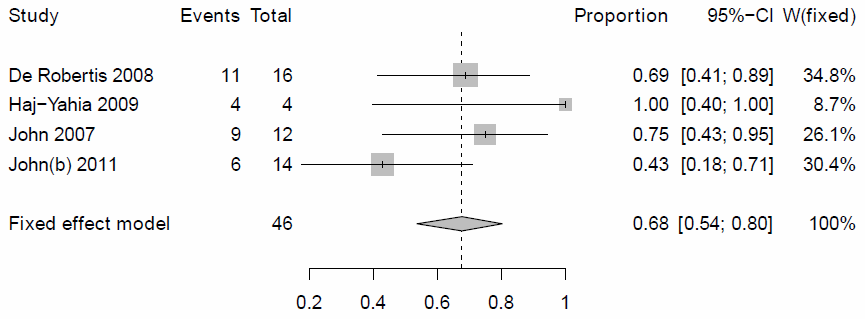 Study Events Total Proportion 95%−CI W(fixed)
De Robertis 2008 11 16 0.69 [0.41; 0.89] 34.8%
Haj−Yahia 2009 4 4 1.00 [0.40; 1.00] 8.7%
John 2007 9 12 0.75 [0.43; 0.95] 26.1%
John(b) 2011 6 14 0.43 [0.18; 0.71] 30.4%
Fixed effect model 46 0.68 [0.54; 0.80] 100%
0.2 0.4 0.6 0.8 1